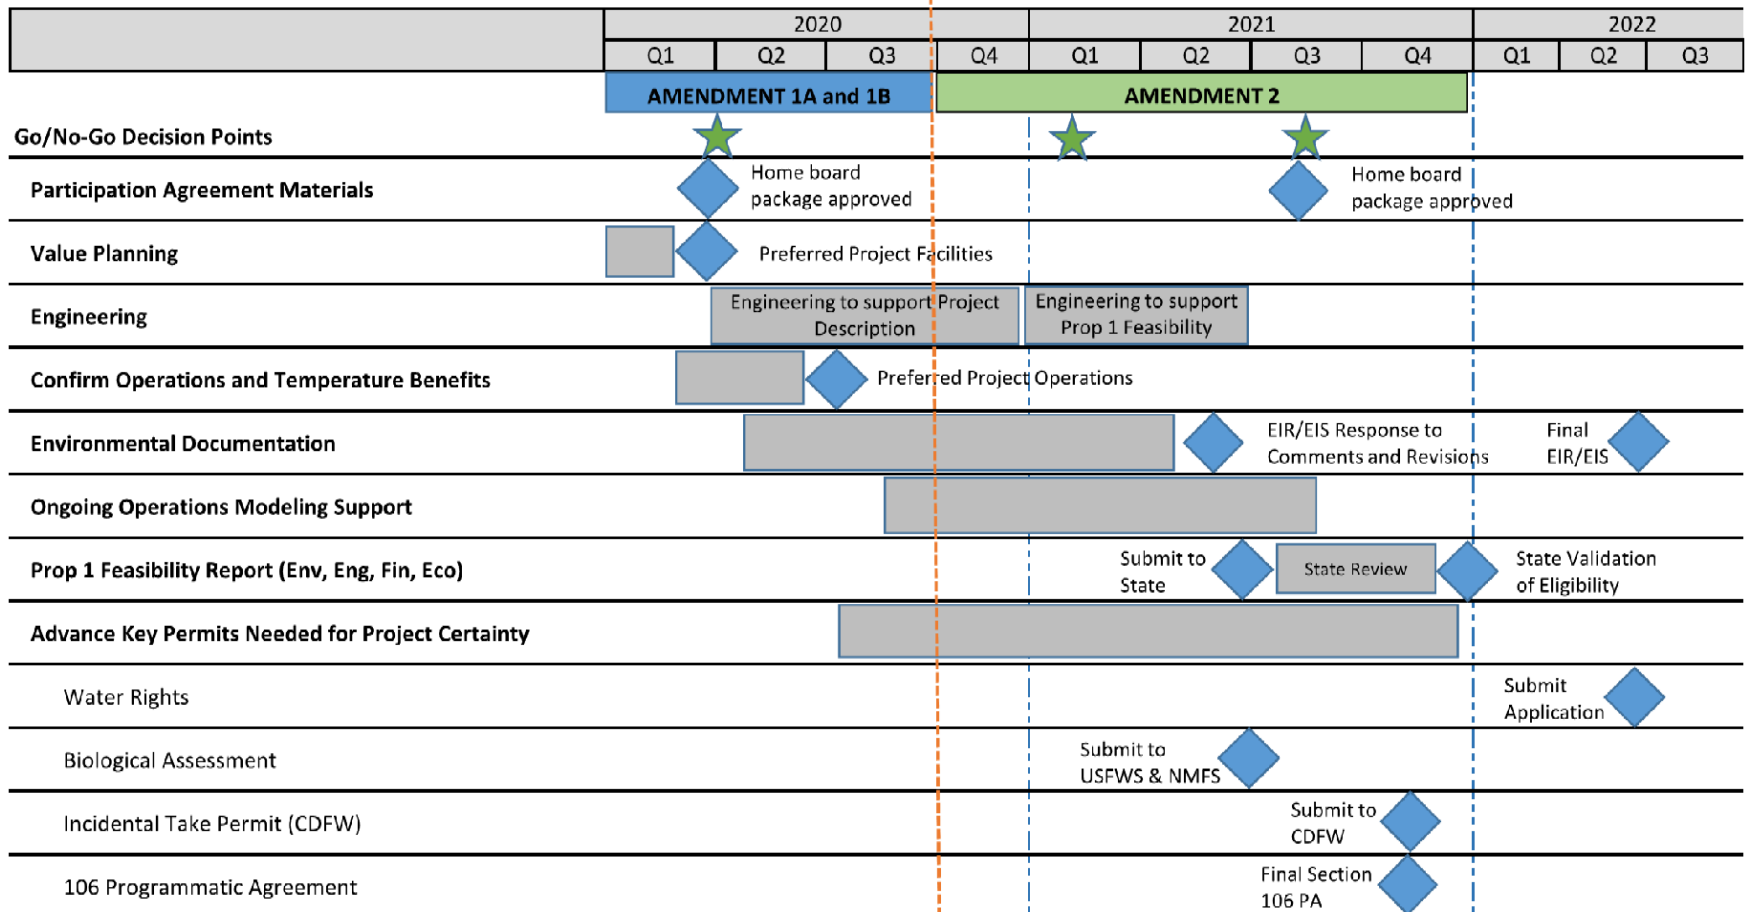 2020 2021 2022
Q1 Q2 Q3 Q4 Q1 Q2 Q3 Q4 Q1 Q2 Q3
AMENDMENT 1A and 1B AMENDMENT 2
Go/No-Go Decision Points
Participation Agreement Materials
Home board
package approved
Home board
package approved
Value Planning
Preferred Project Facilities
Engineering
Engineering to support Project
Description
Engineering to support
Prop 1 Feasibility
Confirm Operations and Temperature Benefits
Preferred Project Operations
Environmental Documentation
EIR/EIS Response to
Comments and Revisions
Final
EIR/EIS
Ongoing Operations Modeling Support
Prop 1 Feasibility Report (Env, Eng, Fin, Eco)
Submit to
State
State Review
State Validation
of Eligibility
Advance Key Permits Needed for Project Certainty
Water Rights
Submit
Application
Biological Assessment
Submit to
USFWS & NMFS
Incidental Take Permit (CDFW)
Submit to
CDFW
106 Programmatic Agreement
Final Section
106 PA